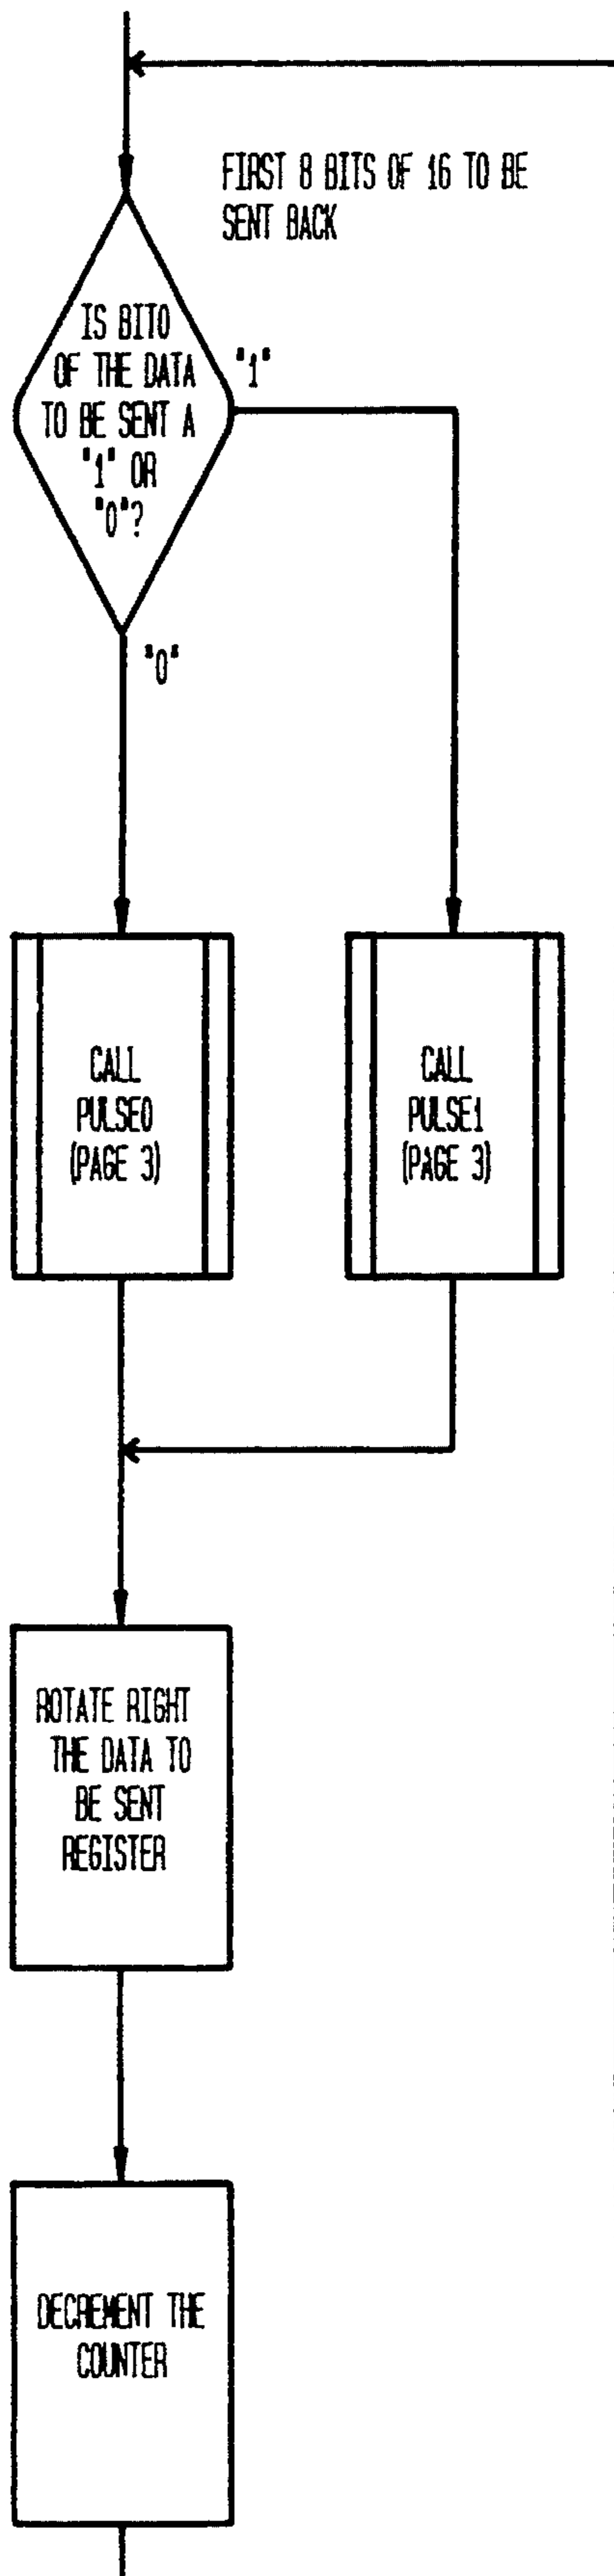 FIRST 8 BITS OF 16 TO BE
SENT BACK
IS BIT0
OF THE DATA
TO BE SENT A
"1" OR
"0"?
"1"
"0"
CALL
PULSE0
(PAGE 3)
CALL
PULSE1
(PAGE 3)
ROTATE RIGHT
THE DATA TO
BE SENT
REGISTER
DECREMENT THE
COUNTER